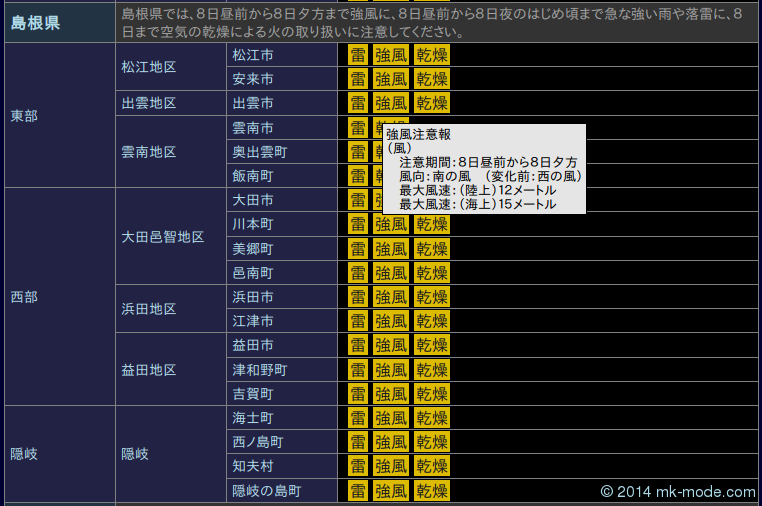 島根県 島根県では、8日昼前から8日夕方まで強風に、8日昼前から8日夜のはじめ頃まで急な強い雨や落雷に、8
日まで空気の乾燥による火の取り扱いに注意してください。
東部 松江地区 松江市 雷 強風 乾燥
安来市 雷 強風 乾燥
出雲地区 出雲市 雷 強風 乾燥
雲南地区 雲南市 雷
奥出雲町 雷
飯南町 雷
強風注意報
(風)
注意期間:8日昼前から8日夕方
風向:南の風 (変化前:西の風)
最大風速:(陸上)12メートル
最大風速:(海上)15メートル
西部 大田邑智地区 大田市 雷
川本町 雷 強風 乾燥
美郷町 雷 強風 乾燥
邑南町 雷 強風 乾燥
浜田地区 浜田市 雷 強風 乾燥
江津市 雷 強風 乾燥
益田地区 益田市 雷 強風 乾燥
津和野町 雷 強風 乾燥
吉賀町 雷 強風 乾燥
隠岐 隠岐 海士町 雷 強風 乾燥
西ノ島町 雷 強風 乾燥
知夫村 雷 強風 乾燥
隠岐の島町 雷 強風 乾燥
© 2014 mk-mode.com